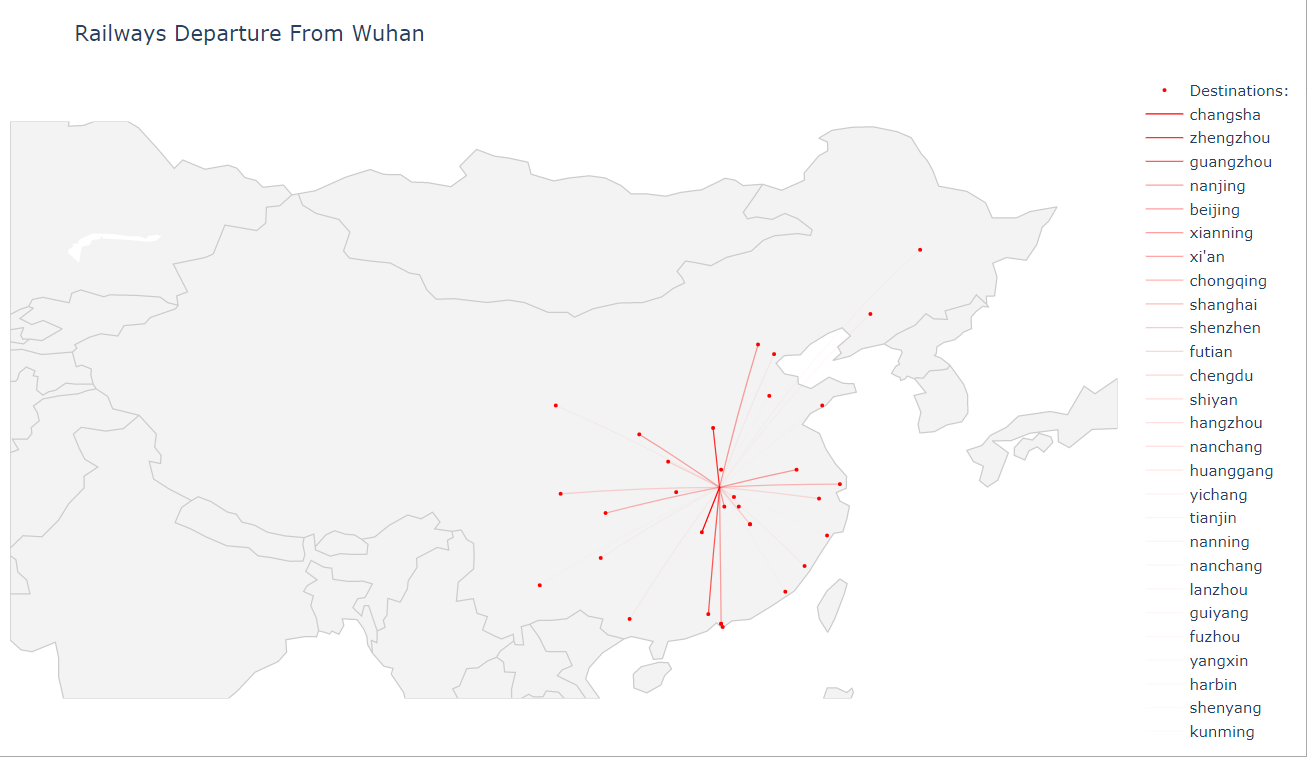 Railways Departure From Wuhan
Destinations:
changsha
zhengzhou
guangzhou
nanjing
beijing
xianning
xi'an
chongqing
shanghai
shenzhen
futian
chengdu
shiyan
hangzhou
nanchang
huanggang
yichang
tianjin
nanning
nanchang
lanzhou
guiyang
fuzhou
yangxin
harbin
shenyang
kunming